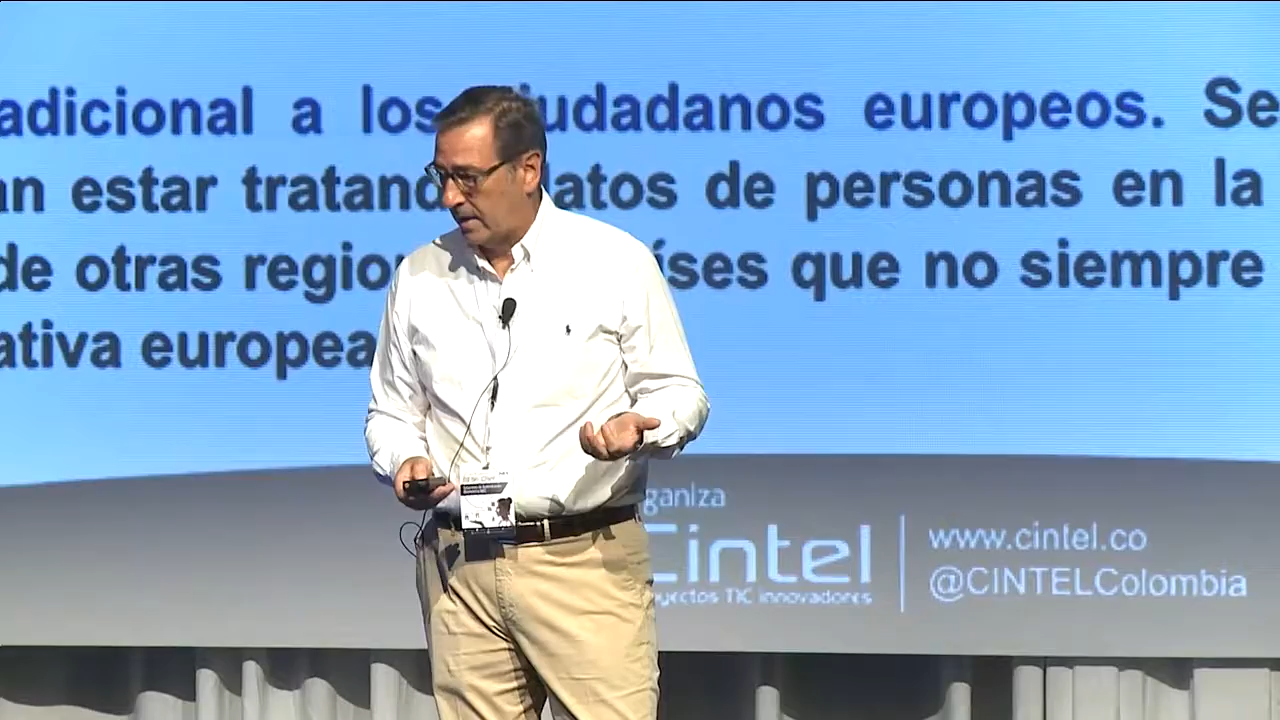 adicional a los ciudadanos europeos. Se
an estar tratando datos de personas en la
de otras regio íses que no siempre
ativa europea
ganiza
Cintel
yectos TIC innovadores
www.cintel.co
@CINTELColombia